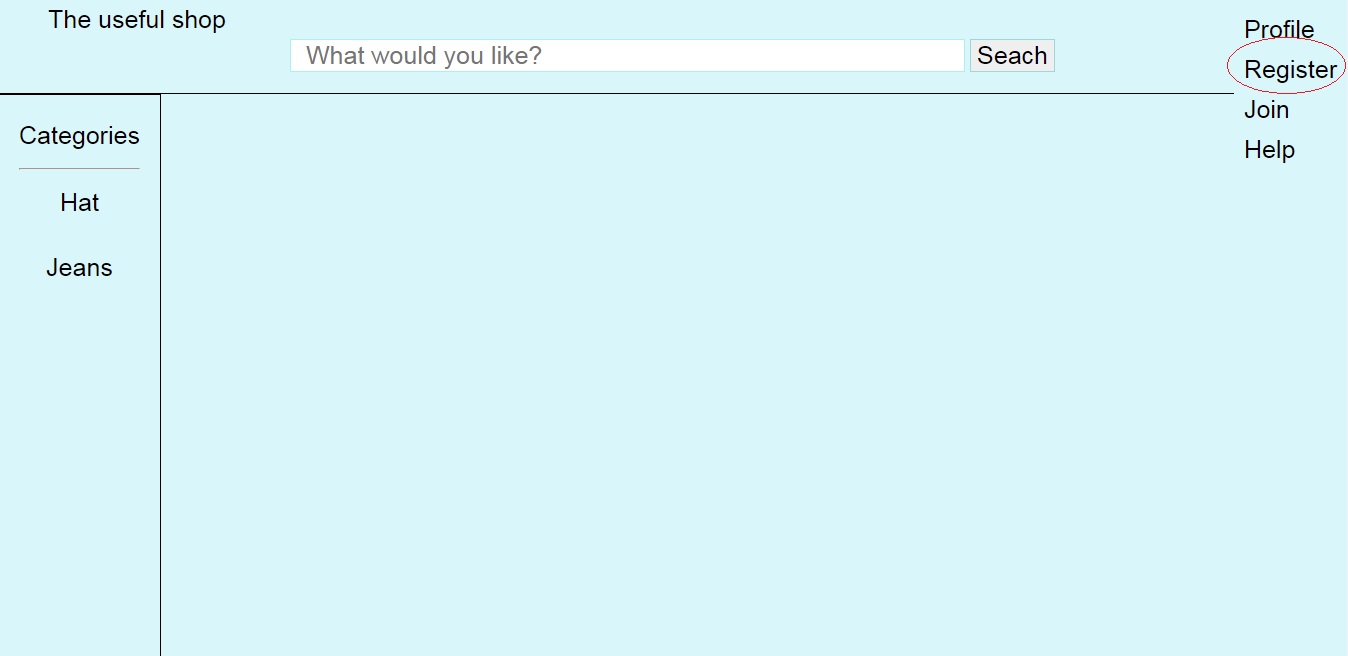 The useful shop
What would you like?
Seach
Profile
Register
Join
Help
Categories
Hat
Jeans